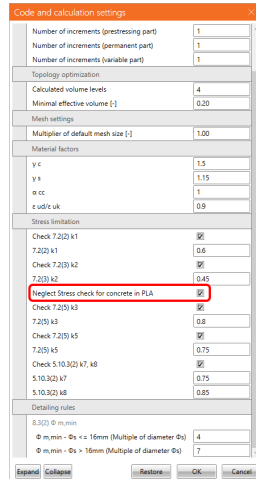 Code and calculation settings
Number of increments (prestressing part) 1
Number of increments (permanent part) 1
Number of increments (variable part) 1
Topology optimization
Calculated volume levels 4
Minimal effective volume [-] 0.20
Mesh settings
Multiplier of default mesh size [-] 1.00
Material factors
γ c 1.5
γ s 1.15
α cc 1
ε ud/ε uk 0.9
Stress limitation
Check 7.2(2) k1
7.2(2) k1 0.6
Check 7.2(3) k2
7.2(3) k2 0.45
Neglect Stress check for concrete in PLA
Check 7.2(5) k3
7.2(5) k3 0.8
Check 7.2(5) k5
7.2(5) k5 0.75
Check 5.10.3(2) k7, k8
5.10.3(2) k7 0.75
5.10.3(2) k8 0.85
Detailing rules
8.3(2) Φ m,min
Φ m,min - Φs <= 16mm (Multiple of diameter Φs) 4
Φ m,min - Φs > 16mm (Multiple of diameter Φs) 7
Expand Collapse Restore OK Cancel